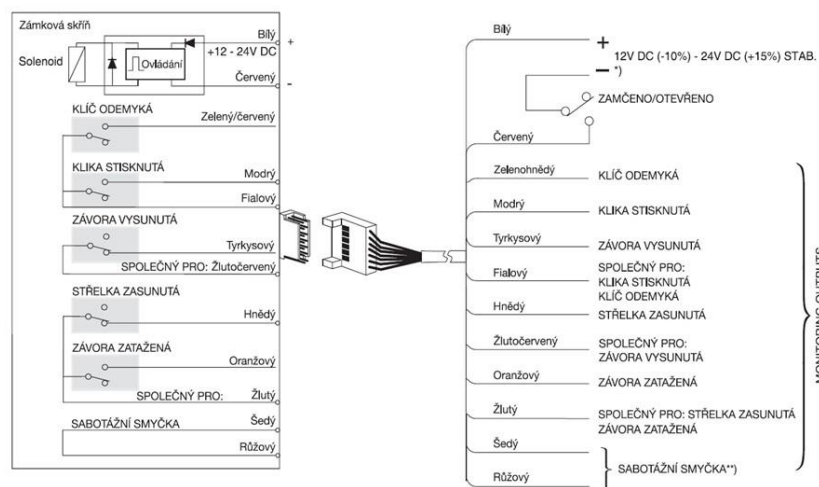 Zámková skříň
Bílý
+
+12 - 24V DC
Solenoid
Ovládání
Červený
-
KLÍČ ODEMYKÁ
Zelený/červený
KLIKA STISKNUTÁ
Modrý
Fialový
ZÁVORA VYSUNUTÁ
Tyrkysový
SPOLEČNÝ PRO: Žlutočervený
STŘELKA ZASUNUTÁ
Hnědý
ZÁVORA ZATAŽENÁ
Oranžový
SPOLEČNÝ PRO: Žlutý
SABOTÁŽNÍ SMYČKA
Šedý
Růžový
Bílý
+
12V DC (-10%) - 24V DC (+15%) STAB.
– *)
ZAMČENO/OTEVŘENO
Červený
Zelenohnědý KLÍČ ODEMYKÁ
Modrý KLIKA STISKNUTÁ
Tyrkysový ZÁVORA VYSUNUTÁ
Fialový SPOLEČNÝ PRO:
KLIKA STISKNUTÁ
KLÍČ ODEMYKÁ
Hnědý STŘELKA ZASUNUTÁ
Žlutočervený SPOLEČNÝ PRO:
ZÁVORA VYSUNUTÁ
Oranžový ZÁVORA ZATAŽENÁ
Žlutý SPOLEČNÝ PRO: STŘELKA ZASUNUTÁ
ZÁVORA ZATAŽENÁ
Šedý
SABOTÁŽNÍ SMYČKA**)
Růžový
MONITORING OUTPUTS